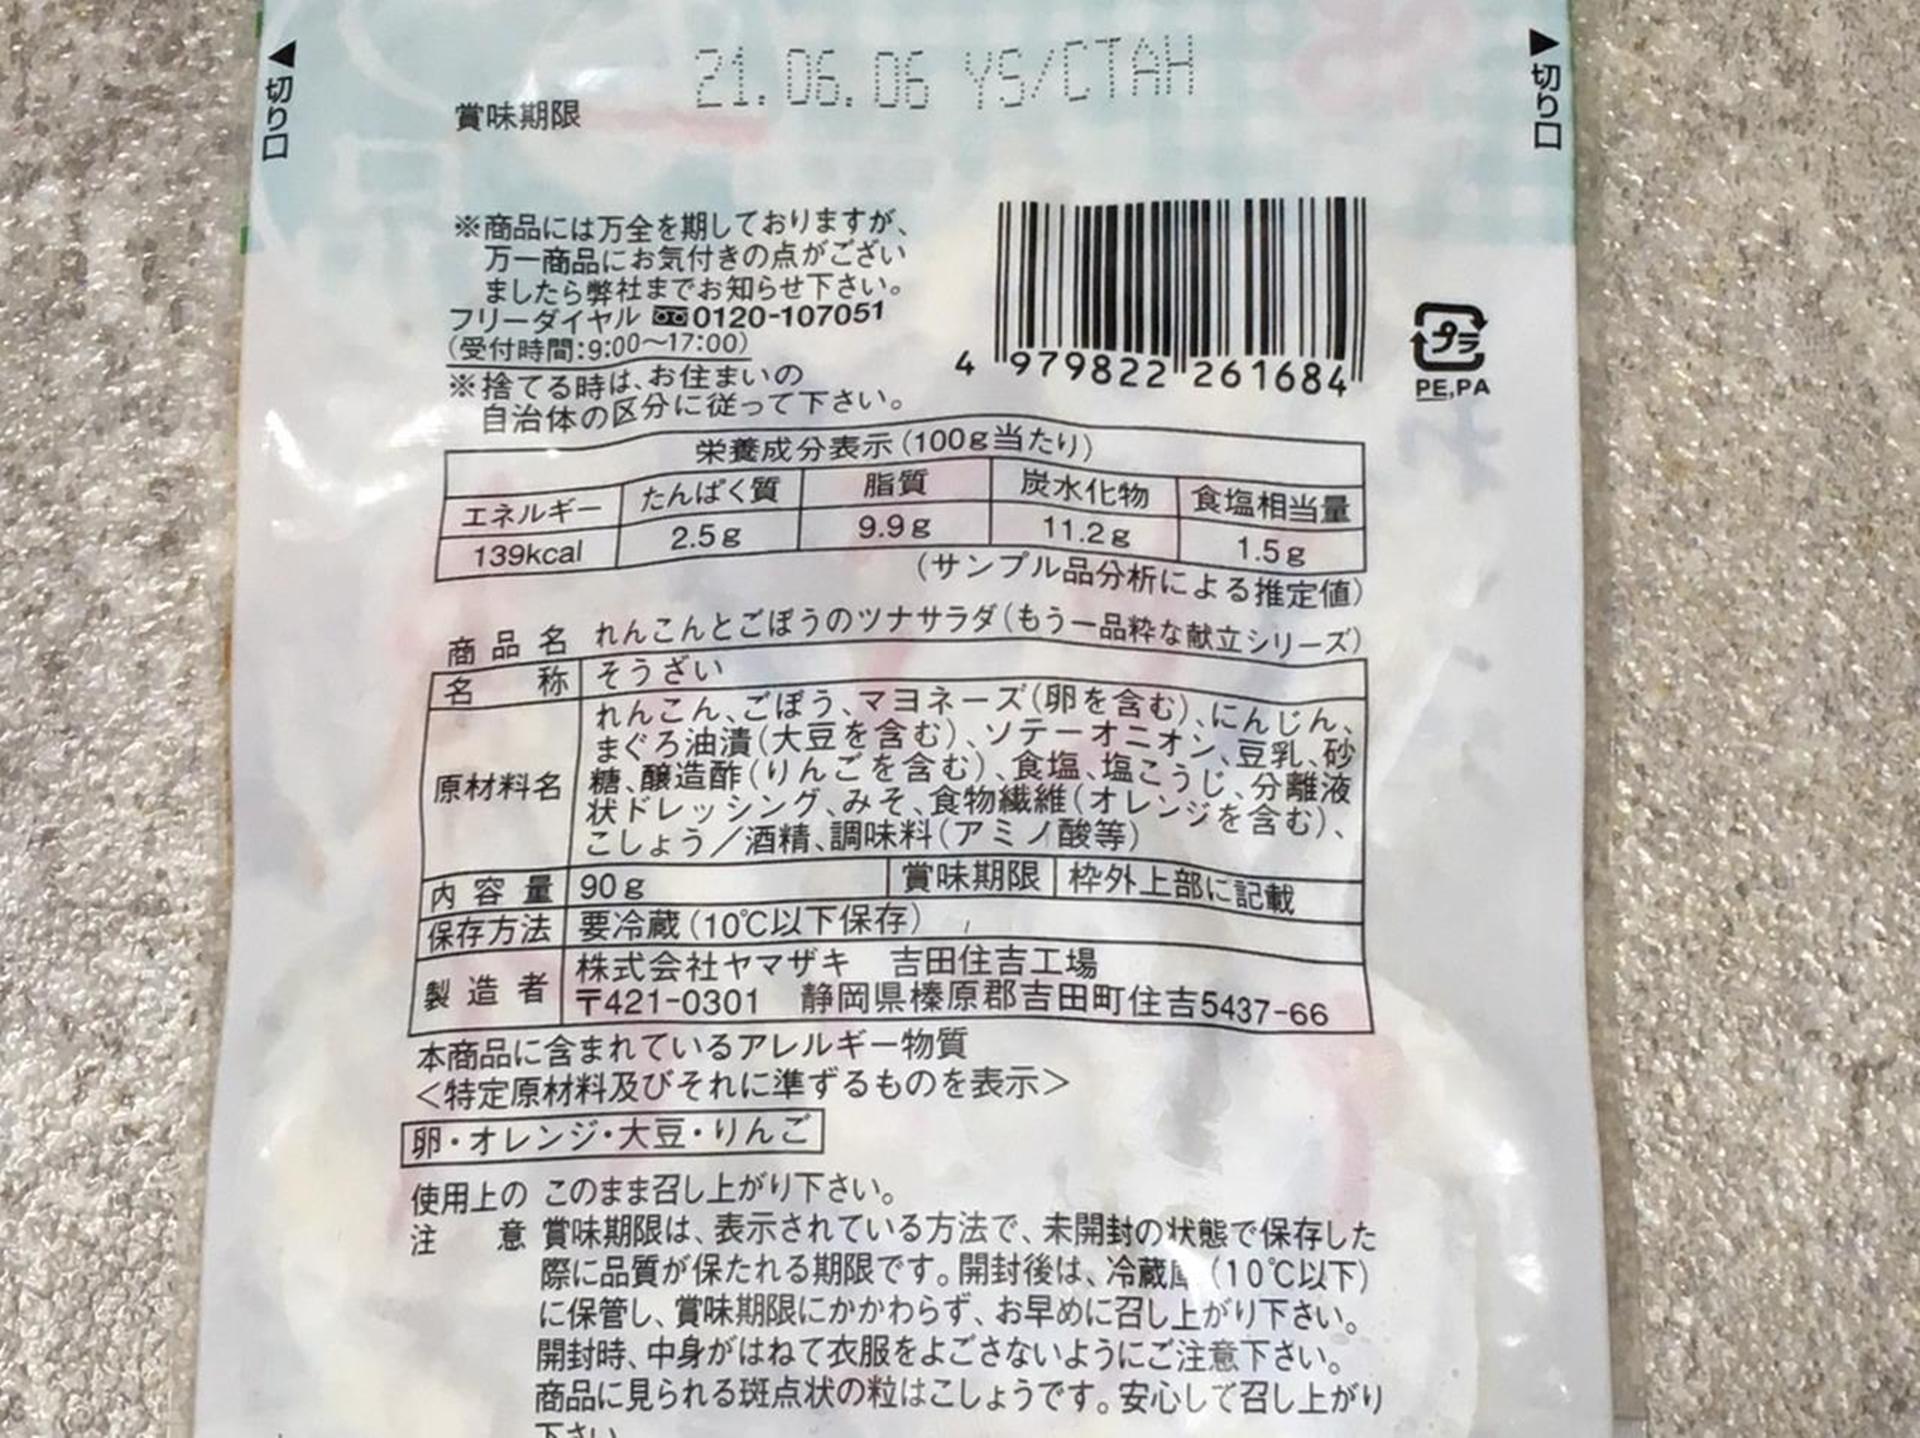 ◀切り口
▶切り口
賞味期限
21.06.06 YS/CTAH
※商品には万全を期しておりますが、
万一商品にお気付きの点がござい
ましたら弊社までお知らせ下さい。
フリーダイヤル 0120-107051
(受付時間:9:00〜17:00)
※捨てる時は、お住まいの
自治体の区分に従って下さい。
4 979822 261684
プラ
PE,PA
栄養成分表示(100g当たり)
エネルギー たんぱく質 脂質 炭水化物 食塩相当量
139kcal 2.5g 9.9g 11.2g 1.5g
(サンプル品分析による推定値)
商品名 れんこんとごぼうのツナサラダ(もう一品粋な献立シリーズ)
名称 そうざい
原材料名 れんこん、ごぼう、マヨネーズ(卵を含む)、にんじん、
まぐろ油漬(大豆を含む)、ソテーオニオン、豆乳、砂
糖、醸造酢(りんごを含む)、食塩、塩こうじ、分離液
状ドレッシング、みそ、食物繊維(オレンジを含む)、
こしょう/酒精、調味料(アミノ酸等)
内容量 90g 賞味期限 枠外上部に記載
保存方法 要冷蔵(10℃以下保存)
製造者 株式会社ヤマザキ 吉田住吉工場
〒421-0301 静岡県榛原郡吉田町住吉5437-66
本商品に含まれているアレルギー物質
<特定原材料及びそれに準ずるものを表示>
卵・オレンジ・大豆・りんご
使用上の注意 このまま召し上がり下さい。
賞味期限は、表示されている方法で、未開封の状態で保存した
際に品質が保たれる期限です。開封後は、冷蔵庫(10℃以下)
に保管し、賞味期限にかかわらず、お早めに召し上がり下さい。
開封時、中身がはねて衣服をよごさないようにご注意下さい。
商品に見られる斑点状の粒はこしょうです。安心して召し上がり
下さい